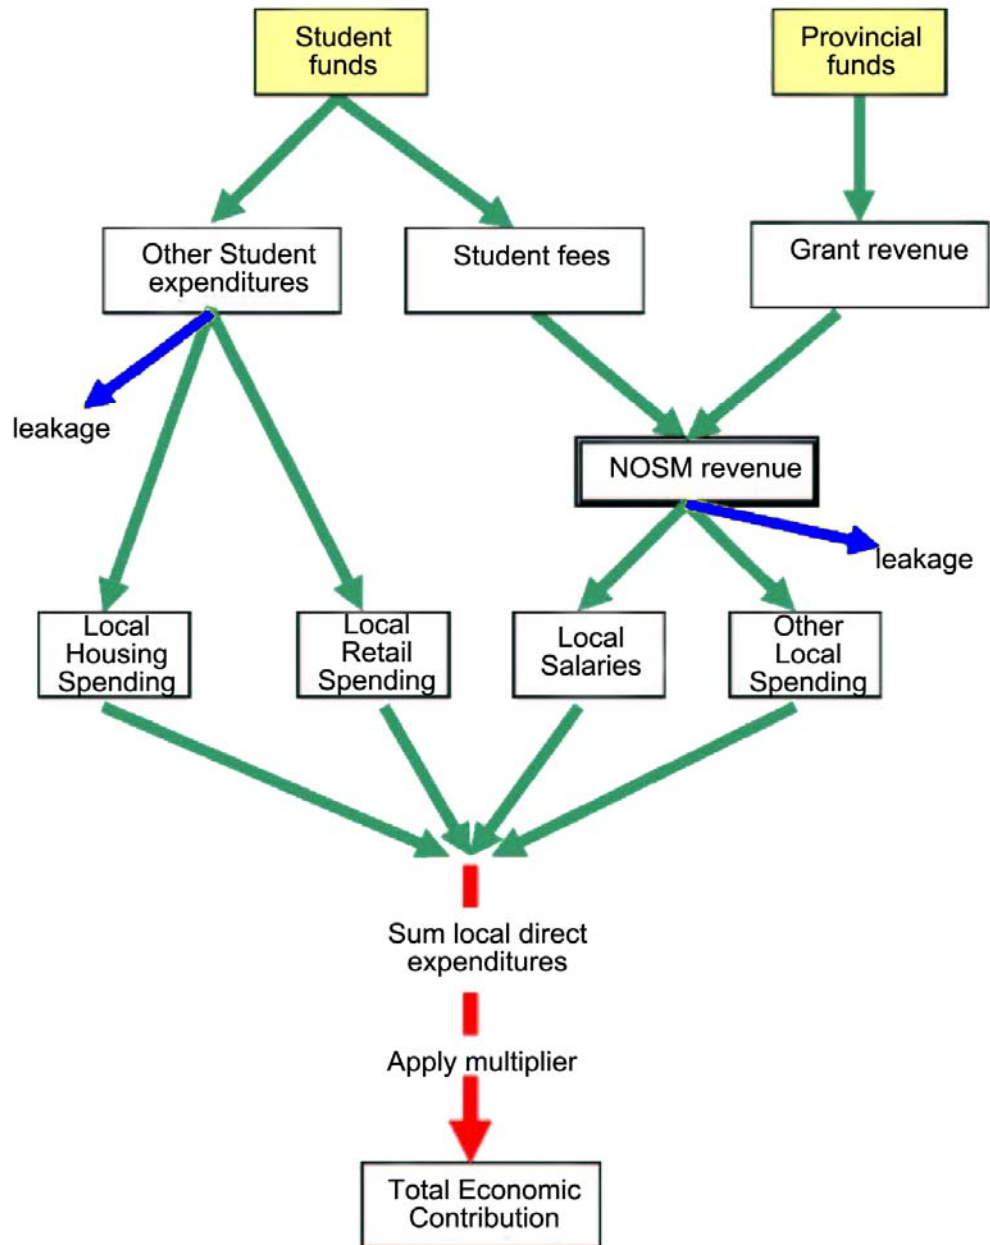 Student
funds
Provincial
funds
Other Student
expenditures
Student fees
Grant revenue
leakage
NOSM revenue
leakage
Local
Housing
Spending
Local
Retail
Spending
Local
Salaries
Other
Local
Spending
Sum local direct
expenditures
Apply multiplier
Total Economic
Contribution